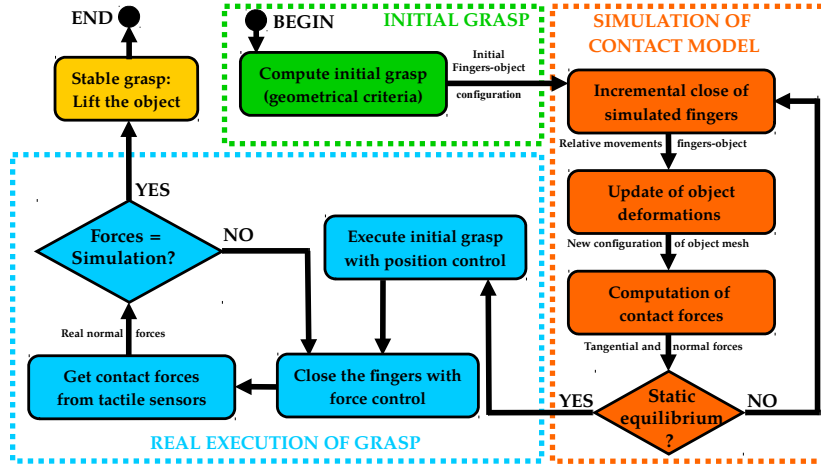 END
BEGIN
INITIAL GRASP
SIMULATION OF
CONTACT MODEL
Stable grasp:
Lift the object
Compute initial grasp
(geometrical criteria)
Initial
Fingers-object
configuration
Incremental close of
simulated fingers
Relative movements fingers-object
Update of object
deformations
New configuration of object mesh
Computation of
contact forces
Tangential and normal forces
Static
equilibrium
?
YES
NO
Execute initial grasp
with position control
Close the fingers with
force control
Get contact forces
from tactile sensors
Real normal forces
Forces =
Simulation?
YES
NO
REAL EXECUTION OF GRASP